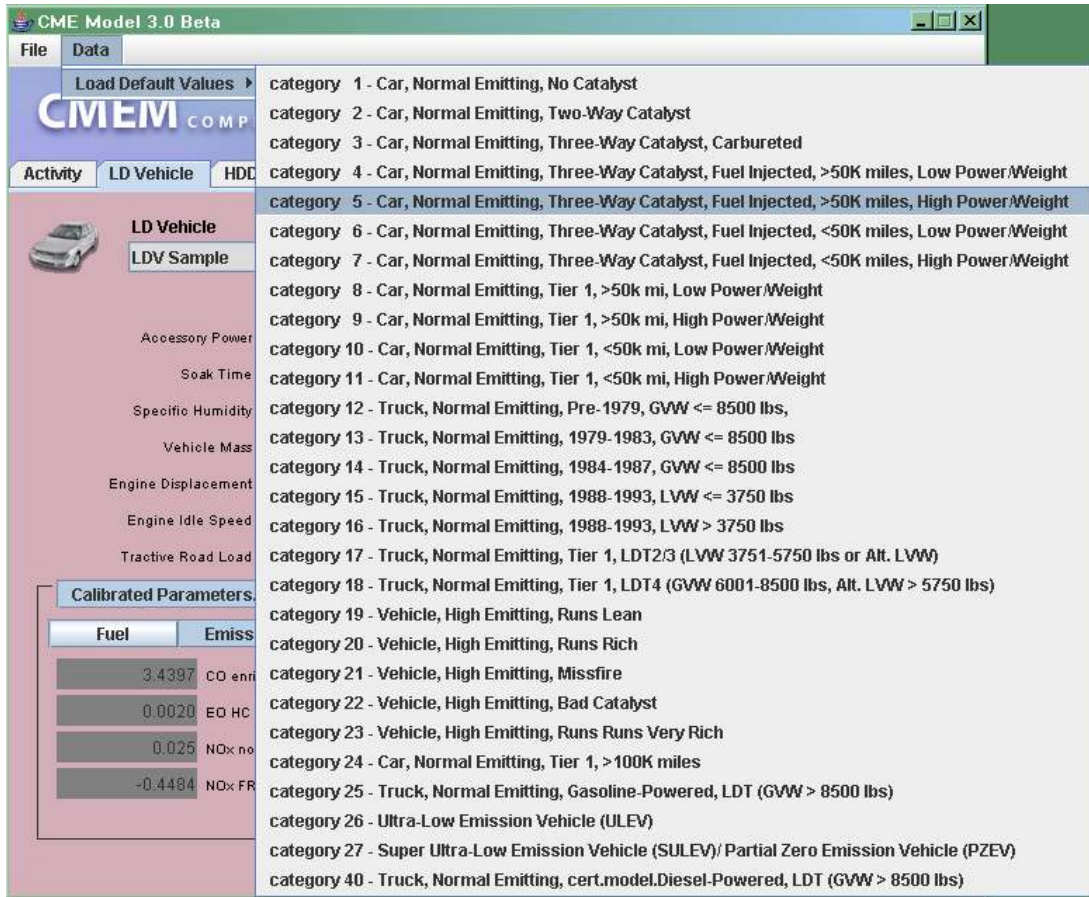 CME Model 3.0 Beta
File Data
Load Default Values
CMEM COMP
Activity LD Vehicle HDD
LD Vehicle
LDV Sample
Accessory Power
Soak Time
Specific Humidity
Vehicle Mass
Engine Displacement
Engine Idle Speed
Tractive Road Load
Calibrated Parameters.
Fuel Emiss
3.4397 CO enri
0.0020 EO HC
0.025 NOx no
-0.4484 NOx FR
category 1 - Car, Normal Emitting, No Catalyst
category 2 - Car, Normal Emitting, Two-Way Catalyst
category 3 - Car, Normal Emitting, Three-Way Catalyst, Carbureted
category 4 - Car, Normal Emitting, Three-Way Catalyst, Fuel Injected, >50K miles, Low Power/Weight
category 5 - Car, Normal Emitting, Three-Way Catalyst, Fuel Injected, >50K miles, High Power/Weight
category 6 - Car, Normal Emitting, Three-Way Catalyst, Fuel Injected, <50K miles, Low Power/Weight
category 7 - Car, Normal Emitting, Three-Way Catalyst, Fuel Injected, <50K miles, High Power/Weight
category 8 - Car, Normal Emitting, Tier 1, >50k mi, Low Power/Weight
category 9 - Car, Normal Emitting, Tier 1, >50k mi, High Power/Weight
category 10 - Car, Normal Emitting, Tier 1, <50k mi, Low Power/Weight
category 11 - Car, Normal Emitting, Tier 1, <50k mi, High Power/Weight
category 12 - Truck, Normal Emitting, Pre-1979, GVW <= 8500 lbs,
category 13 - Truck, Normal Emitting, 1979-1983, GVW <= 8500 lbs
category 14 - Truck, Normal Emitting, 1984-1987, GVW <= 8500 lbs
category 15 - Truck, Normal Emitting, 1988-1993, LVW <= 3750 lbs
category 16 - Truck, Normal Emitting, 1988-1993, LVW > 3750 lbs
category 17 - Truck, Normal Emitting, Tier 1, LDT2/3 (LVW 3751-5750 lbs or Alt. LVW)
category 18 - Truck, Normal Emitting, Tier 1, LDT4 (GVW 6001-8500 lbs, Alt. LVW > 5750 lbs)
category 19 - Vehicle, High Emitting, Runs Lean
category 20 - Vehicle, High Emitting, Runs Rich
category 21 - Vehicle, High Emitting, Missfire
category 22 - Vehicle, High Emitting, Bad Catalyst
category 23 - Vehicle, High Emitting, Runs Runs Very Rich
category 24 - Car, Normal Emitting, Tier 1, >100K miles
category 25 - Truck, Normal Emitting, Gasoline-Powered, LDT (GVW > 8500 lbs)
category 26 - Ultra-Low Emission Vehicle (ULEV)
category 27 - Super Ultra-Low Emission Vehicle (SULEV)/ Partial Zero Emission Vehicle (PZEV)
category 40 - Truck, Normal Emitting, cert.model.Diesel-Powered, LDT (GVW > 8500 lbs)